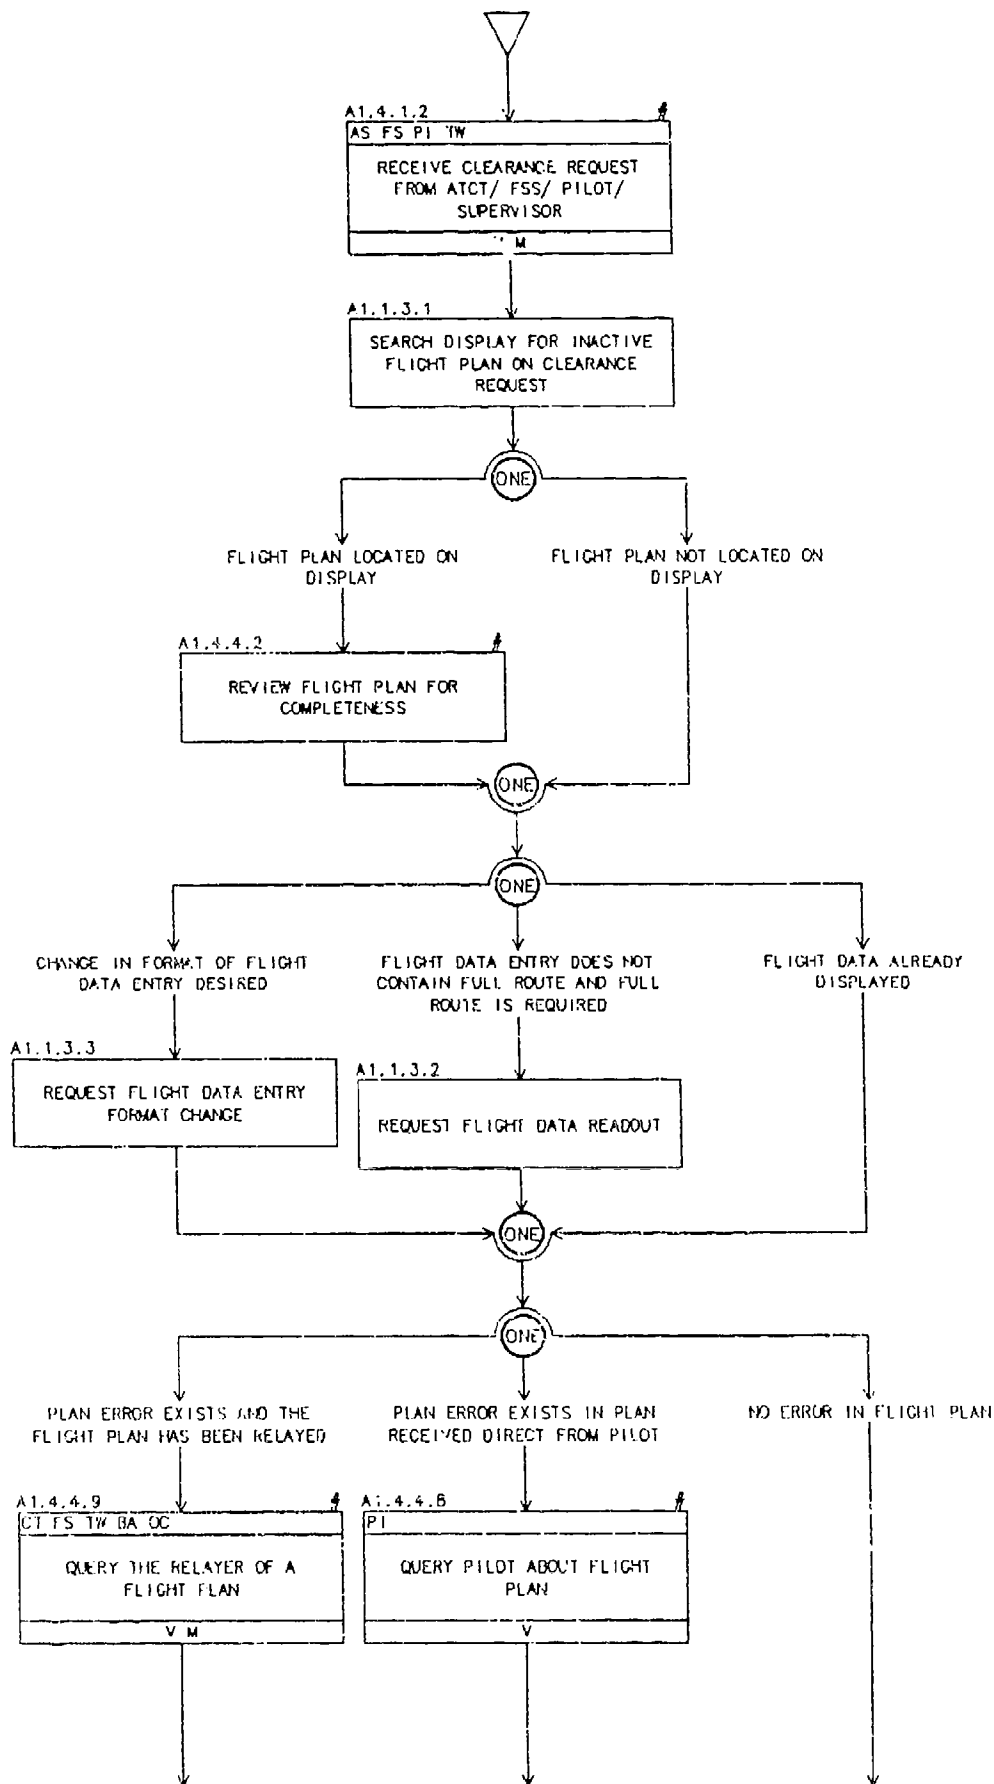 A1.4.1.2
AS FS PI TW
RECEIVE CLEARANCE REQUEST
FROM ATCT/ FSS/ PILOT/
SUPERVISOR
M
A1.1.3.1
SEARCH DISPLAY FOR INACTIVE
FLIGHT PLAN ON CLEARANCE
REQUEST
ONE
FLIGHT PLAN LOCATED ON
DISPLAY
FLIGHT PLAN NOT LOCATED ON
DISPLAY
A1.4.4.2
REVIEW FLIGHT PLAN FOR
COMPLETENESS
ONE
ONE
CHANGE IN FORMAT OF FLIGHT
DATA ENTRY DESIRED
FLIGHT DATA ENTRY DOES NOT
CONTAIN FULL ROUTE AND FULL
ROUTE IS REQUIRED
FLIGHT DATA ALREADY
DISPLAYED
A1.1.3.3
REQUEST FLIGHT DATA ENTRY
FORMAT CHANGE
A1.1.3.2
REQUEST FLIGHT DATA READOUT
ONE
ONE
PLAN ERROR EXISTS AND THE
FLIGHT PLAN HAS BEEN RELAYED
PLAN ERROR EXISTS IN PLAN
RECEIVED DIRECT FROM PILOT
NO ERROR IN FLIGHT PLAN
A1.4.4.9
CT FS TW BA OC
QUERY THE RELAYER OF A
FLIGHT PLAN
V M
A1.4.4.8
PI
QUERY PILOT ABOUT FLIGHT
PLAN
V